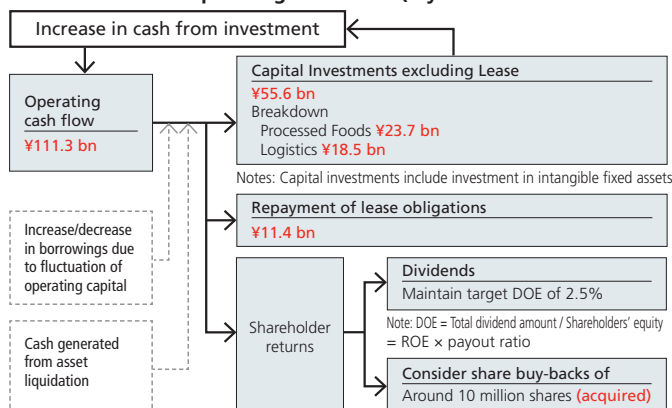 Increase in cash from investment
Operating
cash flow
¥111.3 bn
Capital Investments excluding Lease
¥55.6 bn
Breakdown
Processed Foods ¥23.7 bn
Logistics ¥18.5 bn
Notes: Capital investments include investment in intangible fixed assets
Increase/decrease
in borrowings due
to fluctuation of
operating capital
Repayment of lease obligations
¥11.4 bn
Cash generated
from asset
liquidation
Shareholder
returns
Dividends
Maintain target DOE of 2.5%
Note: DOE = Total dividend amount / Shareholders' equity
= ROE × payout ratio
Consider share buy-backs of
Around 10 million shares (acquired)